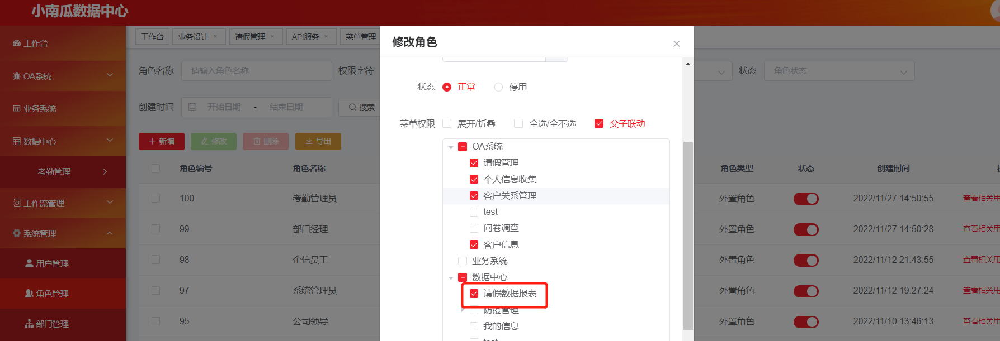 小南瓜数据中心
工作台
OA系统
业务系统
数据中心
考勤管理
工作流管理
系统管理
用户管理
角色管理
部门管理
工作台 业务设计 × 请假管理 × API服务 × 菜单管理
角色名称 请输入角色名称 权限字符 状态 角色状态
创建时间 开始日期 - 结束日期 搜索
新增 修改 删除 导出
角色编号 角色名称 角色类型 状态 创建时间
100 考勤管理员 外置角色 2022/11/27 14:50:55 查看相关用
99 部门经理 外置角色 2022/11/27 14:50:28 查看相关用
98 企信员工 外置角色 2022/11/12 21:43:55 查看相关用
97 系统管理员 外置角色 2022/11/12 19:27:24 查看相关用
95 公司领导 外置角色 2022/11/10 13:46:13 查看相关用
修改角色
状态 正常 停用
菜单权限 展开/折叠 全选/全不选 父子联动
OA系统
请假管理
个人信息收集
客户关系管理
test
问卷调查
客户信息
业务系统
数据中心
请假数据报表
防疫管理
我的信息
test